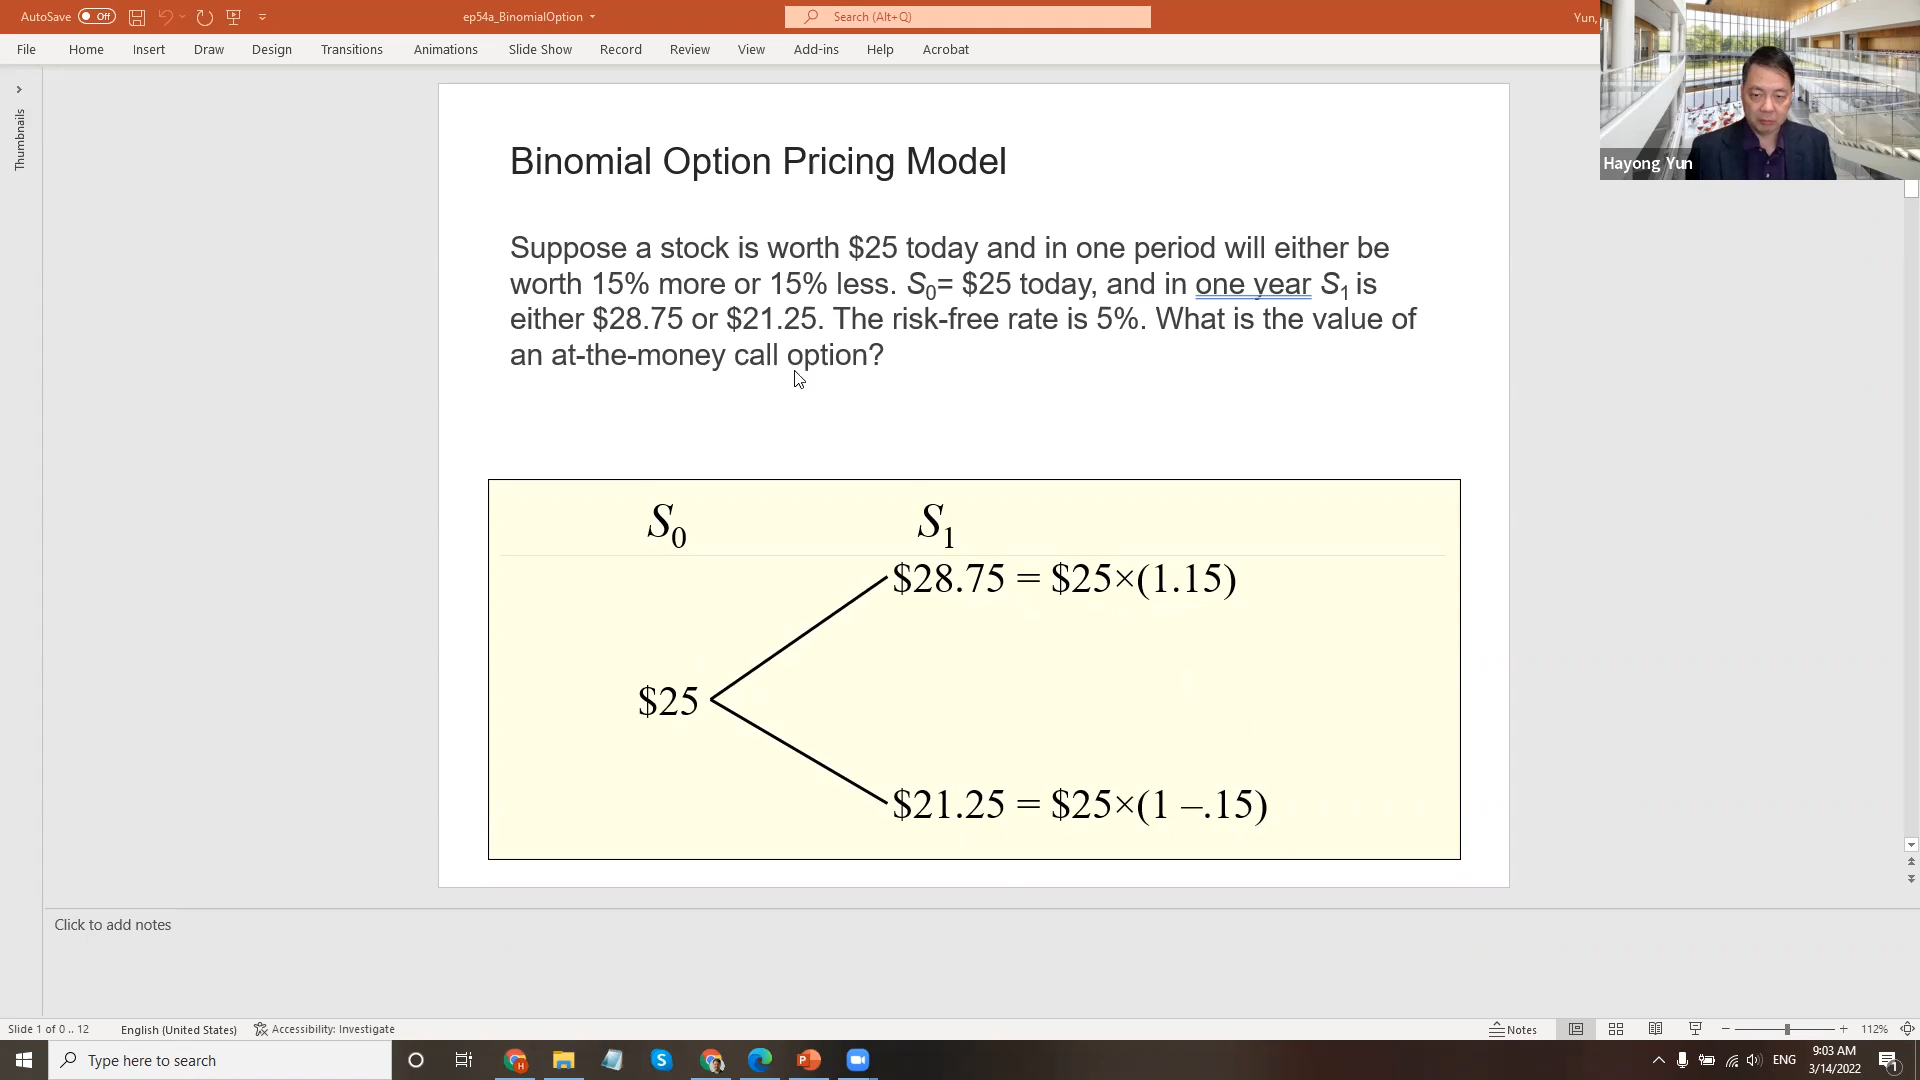 AutoSave Off ep54a_BinomialOption Search (Alt+Q) Yun,
File Home Insert Draw Design Transitions Animations Slide Show Record Review View Add-ins Help Acrobat
Hayong Yun
Thumbnails
Binomial Option Pricing Model
Suppose a stock is worth $25 today and in one period will either be
worth 15% more or 15% less. S0= $25 today, and in one year S1 is
either $28.75 or $21.25. The risk-free rate is 5%. What is the value of
an at-the-money call option?
S0 S1
$28.75 = $25×(1.15)
$25
$21.25 = $25×(1 –.15)
Click to add notes
Slide 1 of 0 .. 12 English (United States) Accessibility: Investigate Notes 112%
Type here to search ENG 9:03 AM
3/14/2022